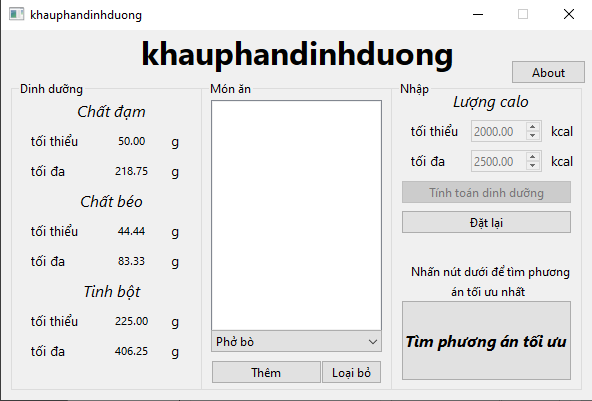 khauphandinhduong
khauphandinhduong
About
Dinh dưỡng
Chất đạm
tối thiểu 50.00 g
tối đa 218.75 g
Chất béo
tối thiểu 44.44 g
tối đa 83.33 g
Tinh bột
tối thiểu 225.00 g
tối đa 406.25 g
Món ăn
Phở bò
Thêm Loại bỏ
Nhập
Lượng calo
tối thiểu 2000.00 kcal
tối đa 2500.00 kcal
Tính toán dinh dưỡng
Đặt lại
Nhấn nút dưới để tìm phương
án tối ưu nhất
Tìm phương án tối ưu